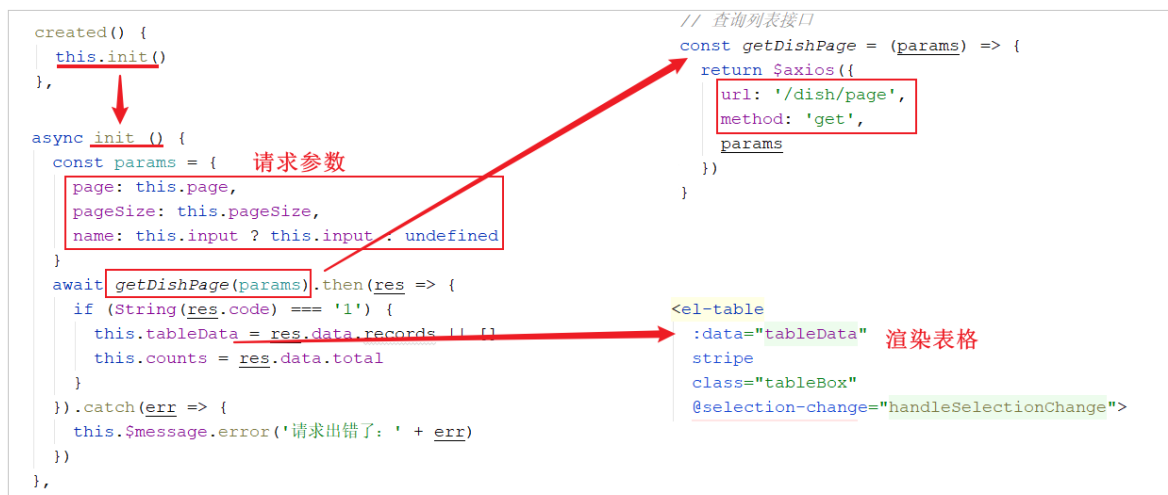 created() {
this.init()
},
async init () {
const params = {
请求参数
page: this.page,
pageSize: this.pageSize,
name: this.input ? this.input : undefined
}
await getDishPage(params).then(res => {
if (String(res.code) === '1') {
this.tableData = res.data.records || []
this.counts = res.data.total
}
}).catch(err => {
this.$message.error('请求出错了：' + err)
})
},
// 查询列表接口
const getDishPage = (params) => {
return $axios({
url: '/dish/page',
method: 'get',
params
})
}
<el-table
:data="tableData"
渲染表格
stripe
class="tableBox"
@selection-change="handleSelectionChange">